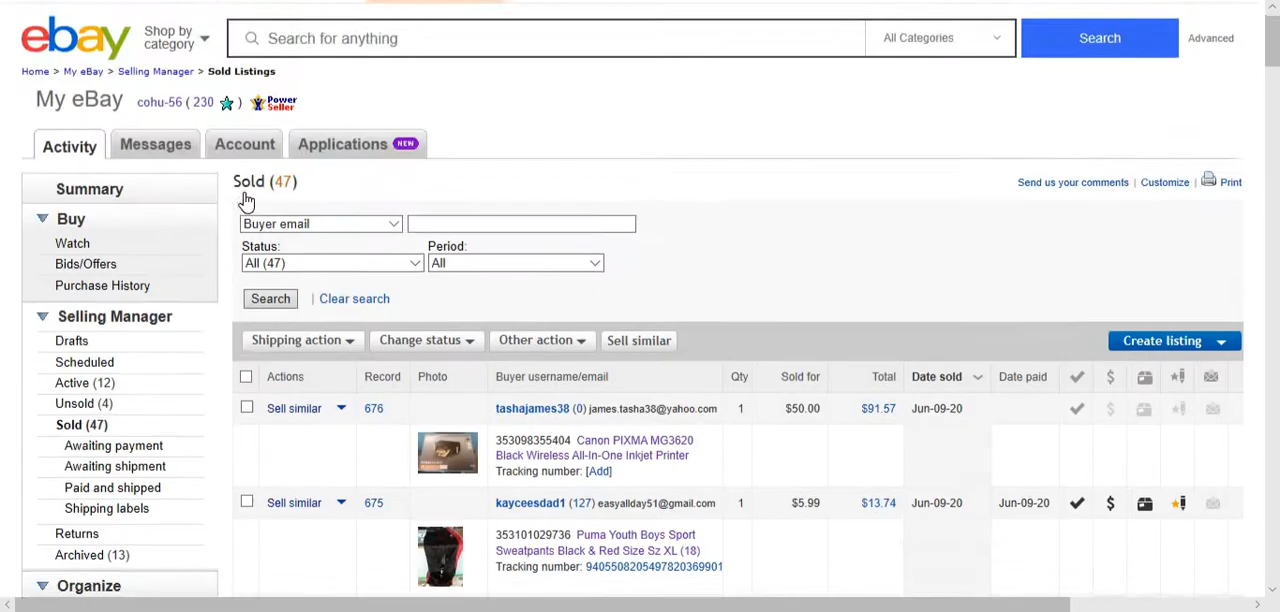 ebay Shop by category Search for anything All Categories Search Advanced
Home > My eBay > Selling Manager > Sold Listings
My eBay cohu-56 ( 230 ) Power Seller
Activity Messages Account Applications NEW
Summary
Buy
Watch
Bids/Offers
Purchase History
Selling Manager
Drafts
Scheduled
Active (12)
Unsold (4)
Sold (47)
Awaiting payment
Awaiting shipment
Paid and shipped
Shipping labels
Returns
Archived (13)
Organize
Sold (47) Send us your comments | Customize | Print
Buyer email
Status: Period:
All (47) All
Search | Clear search
Shipping action Change status Other action Sell similar Create listing
Actions Record Photo Buyer username/email Qty Sold for Total Date sold Date paid $
Sell similar 676 tashajames38 (0) james.tasha38@yahoo.com 1 $50.00 $91.57 Jun-09-20 $
353098355404 Canon PIXMA MG3620
Black Wireless All-In-One Inkjet Printer
Tracking number: [Add]
Sell similar 675 kayceesdad1 (127) easyallday51@gmail.com 1 $5.99 $13.74 Jun-09-20 Jun-09-20 $
353101029736 Puma Youth Boys Sport
Sweatpants Black & Red Size Sz XL (18)
Tracking number: 9405508205497820369901